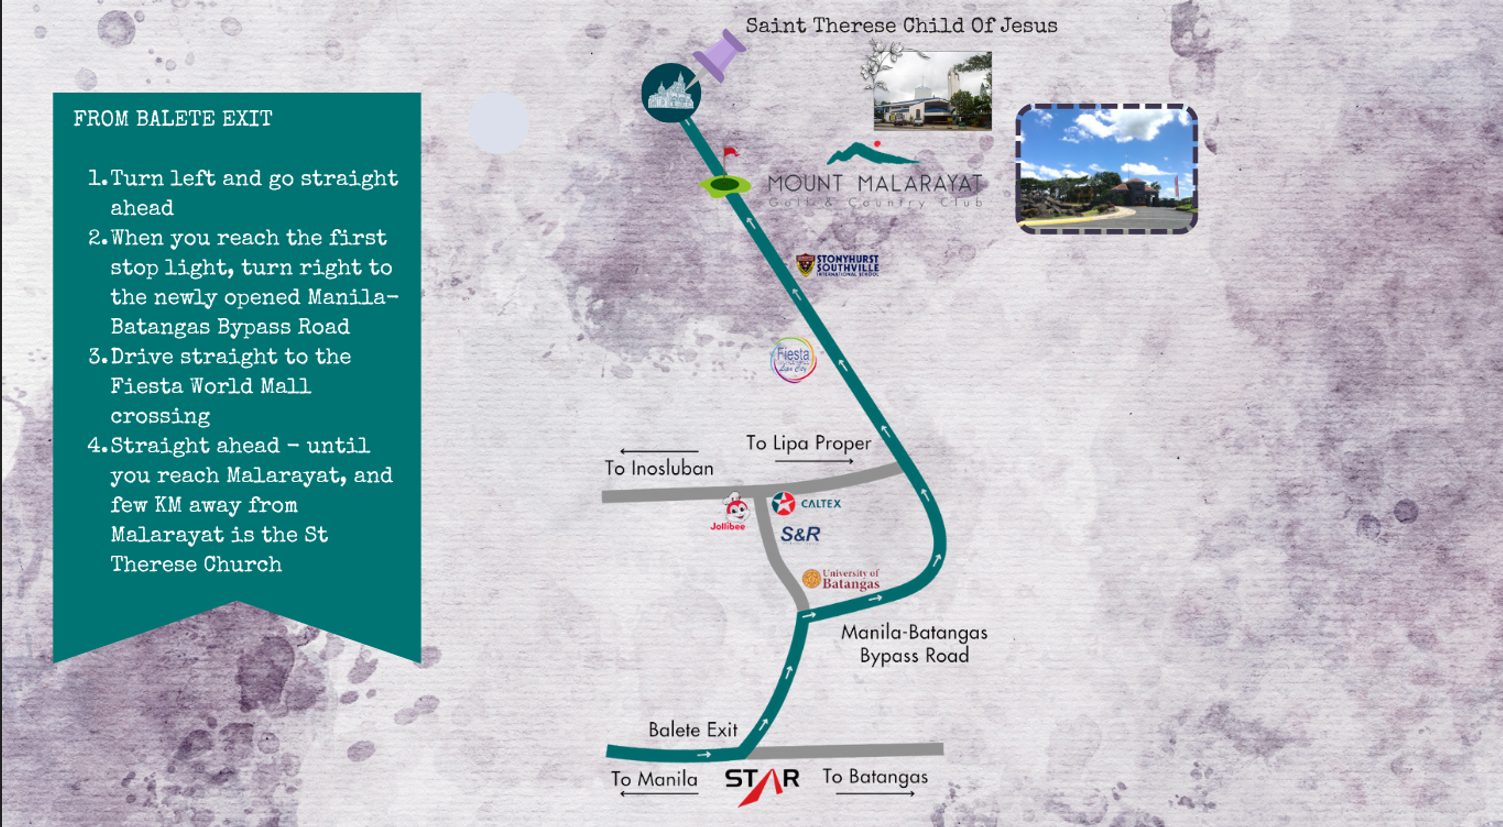 Saint Therese Child Of Jesus
FROM BALETE EXIT
1. Turn left and go straight
ahead
2. When you reach the first
stop light, turn right to
the newly opened Manila-
Batangas Bypass Road
3. Drive straight to the
Fiesta World Mall
crossing
4. Straight ahead - until
you reach Malarayat, and
few KM away from
Malarayat is the St
Therese Church
MOUNT MALARAYAT
Golf & Country Club
STONYHURST
SOUTHVILLE
INTERNATIONAL SCHOOL
Fiesta
To Lipa Proper
To Inosluban
Jollibee
CALTEX
S&R
University of
Batangas
Manila-Batangas
Bypass Road
Balete Exit
To Manila
STAR
To Batangas